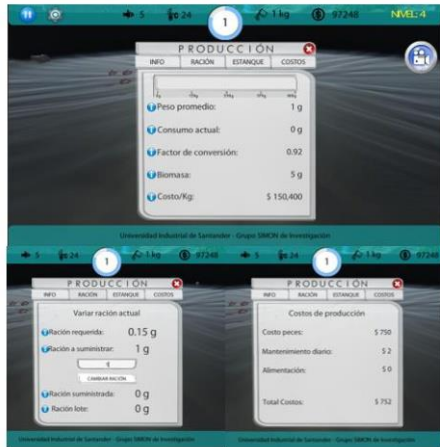 5 24 1 1 kg 97248 NIVEL: 4
PRODUCCIÓN
INFO RACIÓN ESTANQUE COSTOS
Peso promedio: 1 g
Consumo actual: 0 g
Factor de conversión: 0.92
Biomasa: 5 g
Costo/Kg: $ 150,400
Universidad Industrial de Santander - Grupo SIMON de Investigación
5 24 1 1 kg 97248
PRODUCCIÓN
INFO RACIÓN ESTANQUE COSTOS
Variar ración actual
Ración requerida: 0.15 g
Ración a suministrar: 1 g
CAMBIAR RACIÓN
Ración suministrada: 0 g
Ración lote: 0 g
Universidad Industrial de Santander - Grupo SIMON de Investigación
5 24 1 1 kg 97248
PRODUCCIÓN
INFO RACIÓN ESTANQUE COSTOS
Costos de producción
Costo peces: $ 750
Mantenimiento diario: $ 2
Alimentación: $ 0
Total Costos: $ 752
Universidad Industrial de Santander - Grupo SIMON de Investigación